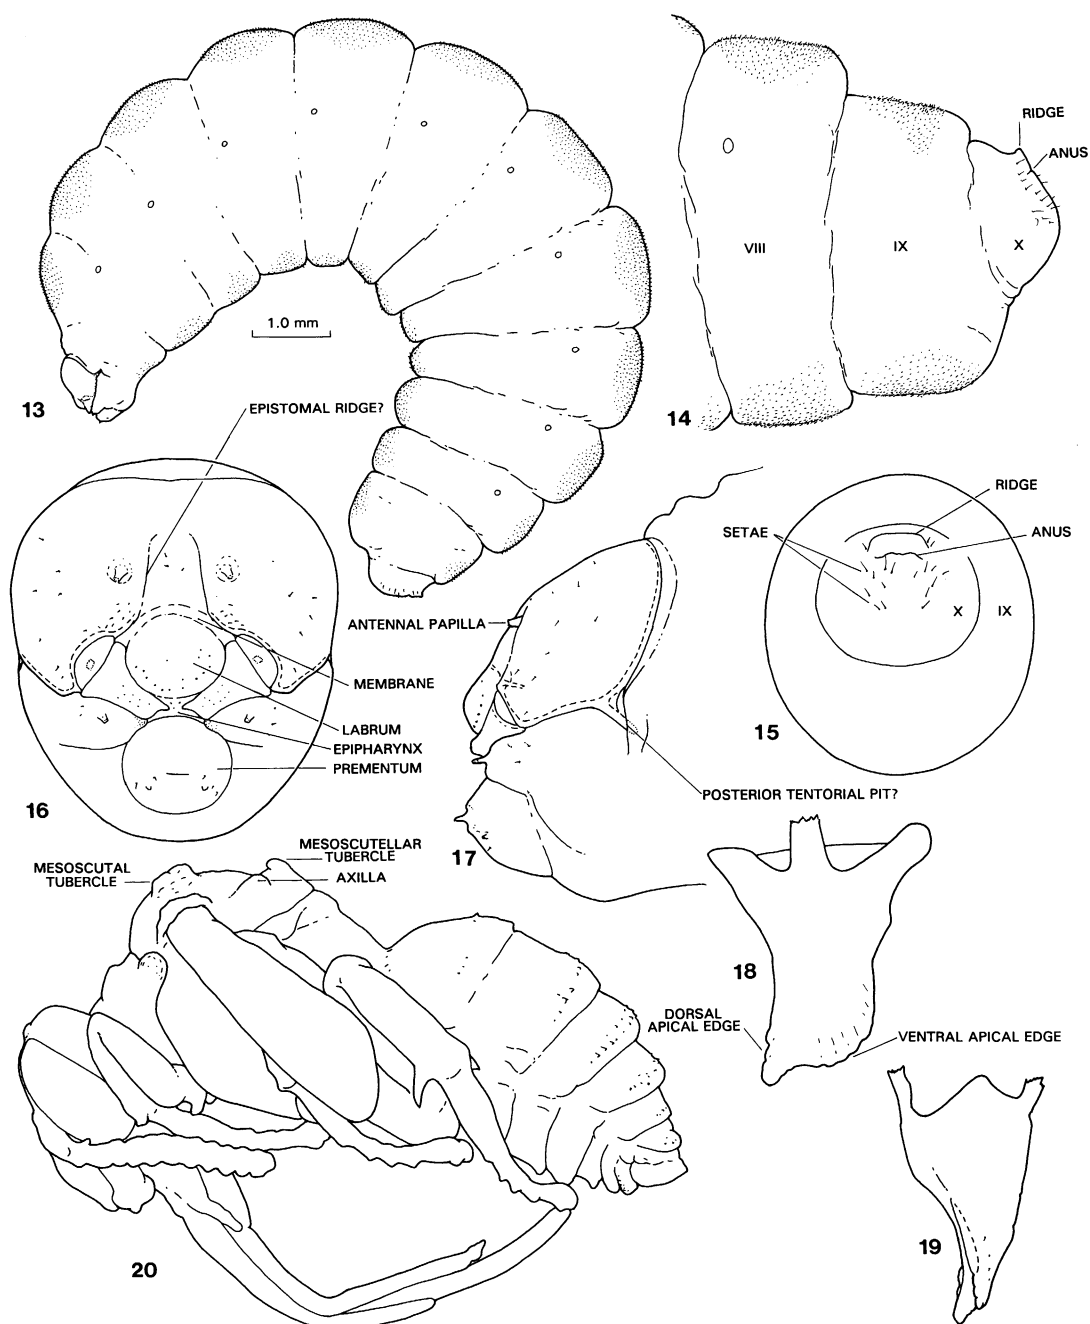 RIDGE
ANUS
VIII
IX
X
1.0 mm
13
14
EPISTOMAL RIDGE?
RIDGE
SETAE
ANUS
X
IX
ANTENNAL PAPILLA
MEMBRANE
LABRUM
EPIPHARYNX
PREMENTUM
15
16
POSTERIOR TENTORIAL PIT?
17
MESOSCUTELLAR
TUBERCLE
MESOSCUTAL
TUBERCLE
AXILLA
18
DORSAL
APICAL EDGE
VENTRAL APICAL EDGE
19
20